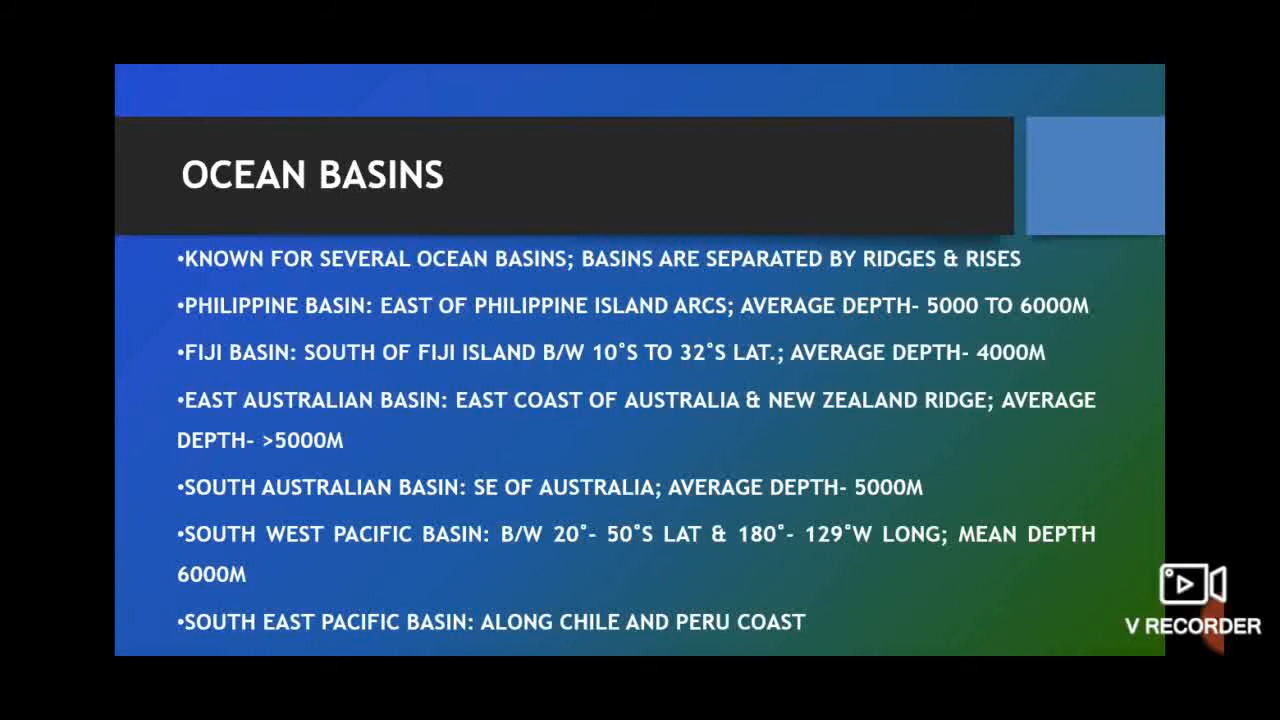 OCEAN BASINS
•KNOWN FOR SEVERAL OCEAN BASINS; BASINS ARE SEPARATED BY RIDGES & RISES
•PHILIPPINE BASIN: EAST OF PHILIPPINE ISLAND ARCS; AVERAGE DEPTH- 5000 TO 6000M
•FIJI BASIN: SOUTH OF FIJI ISLAND B/W 10°S TO 32°S LAT.; AVERAGE DEPTH- 4000M
•EAST AUSTRALIAN BASIN: EAST COAST OF AUSTRALIA & NEW ZEALAND RIDGE; AVERAGE
DEPTH- >5000M
•SOUTH AUSTRALIAN BASIN: SE OF AUSTRALIA; AVERAGE DEPTH- 5000M
•SOUTH WEST PACIFIC BASIN: B/W 20°- 50°S LAT & 180°- 129°W LONG; MEAN DEPTH
6000M
•SOUTH EAST PACIFIC BASIN: ALONG CHILE AND PERU COAST
V RECORDER